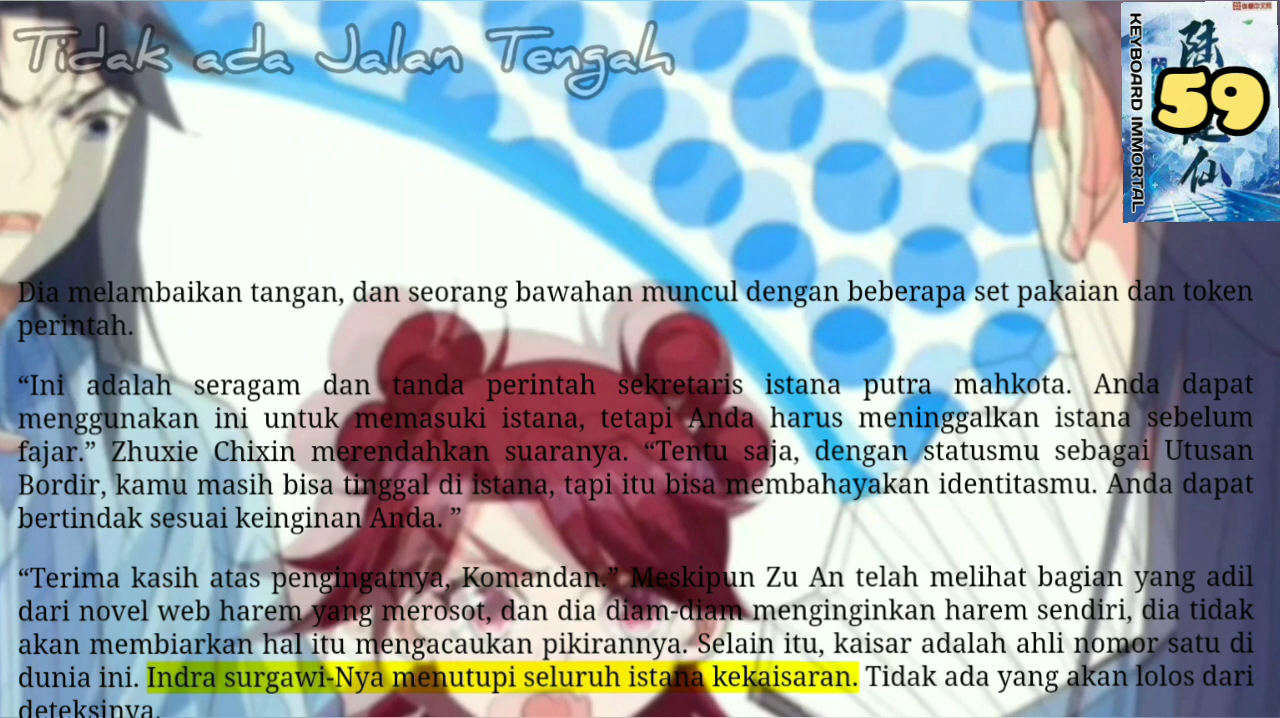 Tidak ada Jalan Tengah
KEYBOARD IMMORTAL
59
仙
Dia melambaikan tangan, dan seorang bawahan muncul dengan beberapa set pakaian dan token
perintah.
“Ini adalah seragam dan tanda perintah sekretaris istana putra mahkota. Anda dapat
menggunakan ini untuk memasuki istana, tetapi Anda harus meninggalkan istana sebelum
fajar.” Zhuxie Chixin merendahkan suaranya. “Tentu saja, dengan statusmu sebagai Utusan
Bordir, kamu masih bisa tinggal di istana, tapi itu bisa membahayakan identitasmu. Anda dapat
bertindak sesuai keinginan Anda. ”
“Terima kasih atas pengingatnya, Komandan.” Meskipun Zu An telah melihat bagian yang adil
dari novel web harem yang merosot, dan dia diam-diam menginginkan harem sendiri, dia tidak
akan membiarkan hal itu mengacaukan pikirannya. Selain itu, kaisar adalah ahli nomor satu di
dunia ini. Indra surgawi-Nya menutupi seluruh istana kekaisaran. Tidak ada yang akan lolos dari
deteksinya.